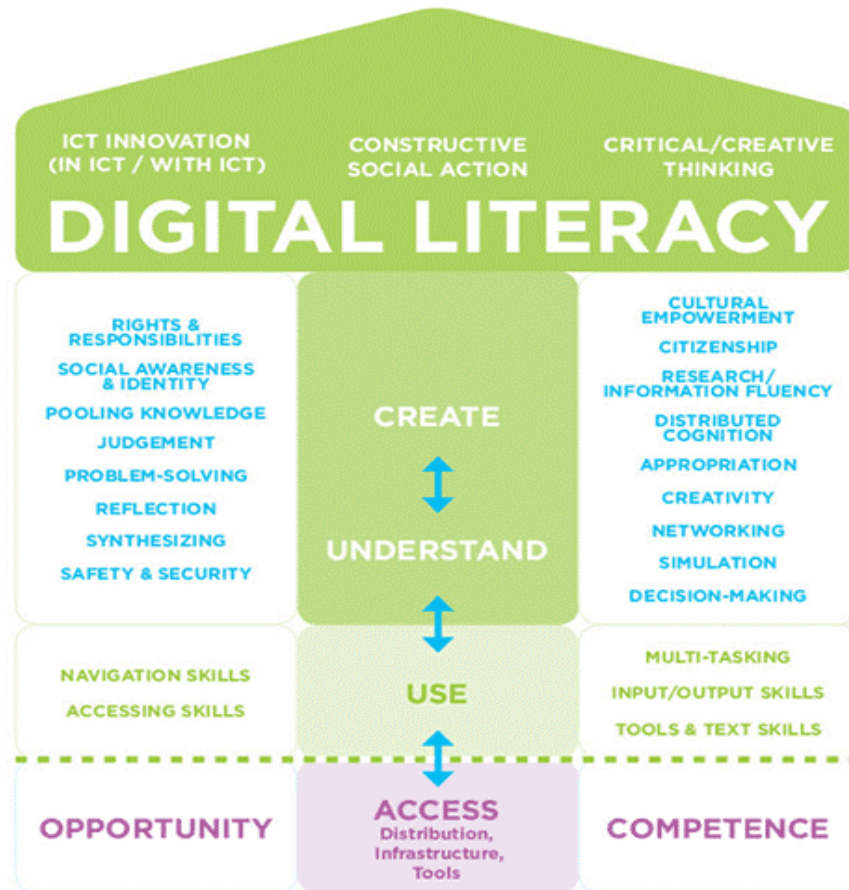 ICT INNOVATION
(IN ICT / WITH ICT)
CONSTRUCTIVE
SOCIAL ACTION
CRITICAL/CREATIVE
THINKING
DIGITAL LITERACY
RIGHTS &
RESPONSIBILITIES
SOCIAL AWARENESS
& IDENTITY
POOLING KNOWLEDGE
JUDGEMENT
PROBLEM-SOLVING
REFLECTION
SYNTHESIZING
SAFETY & SECURITY
CREATE
UNDERSTAND
CULTURAL
EMPOWERMENT
CITIZENSHIP
RESEARCH/
INFORMATION FLUENCY
DISTRIBUTED
COGNITION
APPROPRIATION
CREATIVITY
NETWORKING
SIMULATION
DECISION-MAKING
NAVIGATION SKILLS
ACCESSING SKILLS
USE
MULTI-TASKING
INPUT/OUTPUT SKILLS
TOOLS & TEXT SKILLS
OPPORTUNITY
ACCESS
Distribution,
Infrastructure,
Tools
COMPETENCE